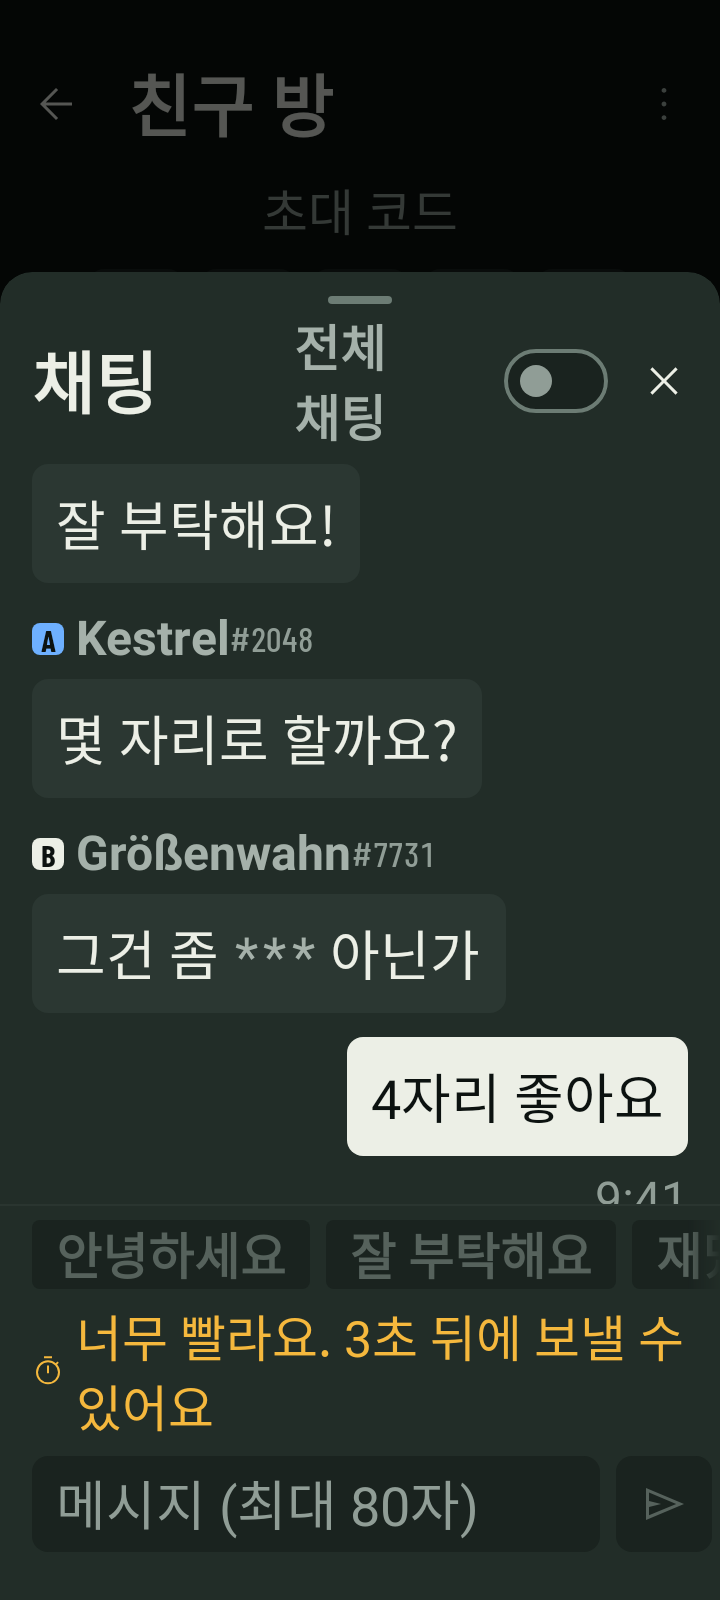 친구 방
초대 코드
채팅
전체
채팅
잘 부탁해요!
A Kestrel#2048
몇 자리로 할까요?
B Größenwahn#7731
그건 좀 *** 아닌가
4자리 좋아요
9:41
안녕하세요 잘 부탁해요
너무 빨라요. 3초 뒤에 보낼 수
있어요
메시지 (최대 80자)